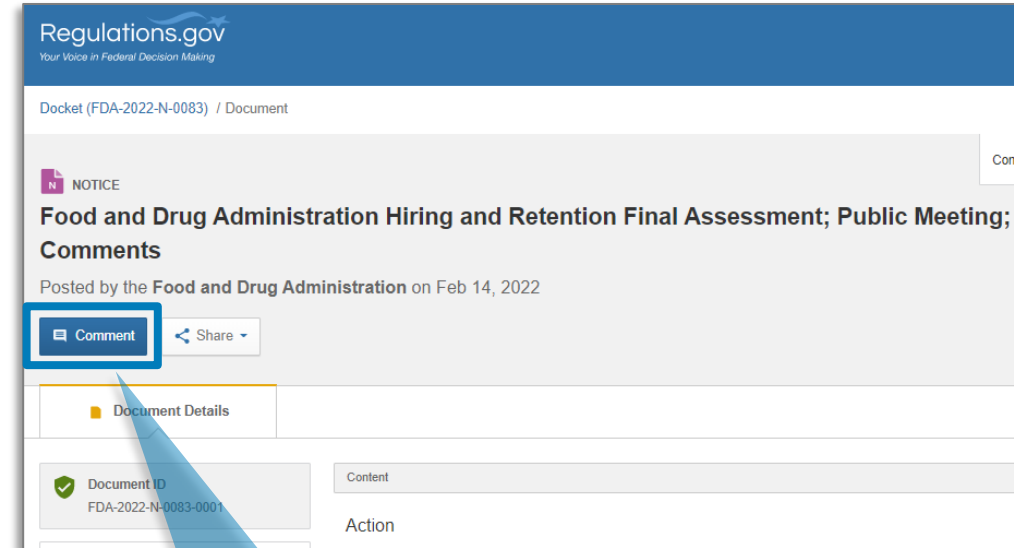 Regulations.gov
Your Voice in Federal Decision Making
Docket (FDA-2022-N-0083) / Document
N NOTICE
Food and Drug Administration Hiring and Retention Final Assessment; Public Meeting;
Comments
Posted by the Food and Drug Administration on Feb 14, 2022
Comment
Share
Document Details
Document ID
FDA-2022-N-0083-0001
Content
Action